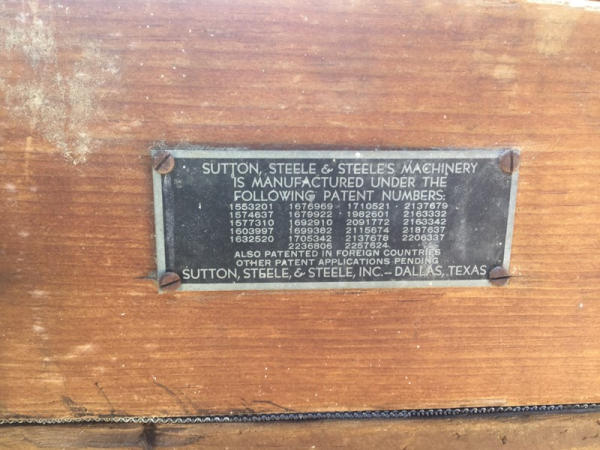 SUTTON, STEELE & STEELE'S MACHINERY
IS MANUFACTURED UNDER THE
FOLLOWING PATENT NUMBERS:
1553201 1676969 1710521 2137679
1574637 1679922 1982601 2163332
1577310 1692910 2091772 2163342
1603997 1699382 2115674 2187637
1632520 1705342 2137678 2206337
2236806 2257524
ALSO PATENTED IN FOREIGN COUNTRIES
OTHER PATENT APPLICATIONS PENDING
SUTTON, STEELE, & STEELE, INC. – DALLAS, TEXAS